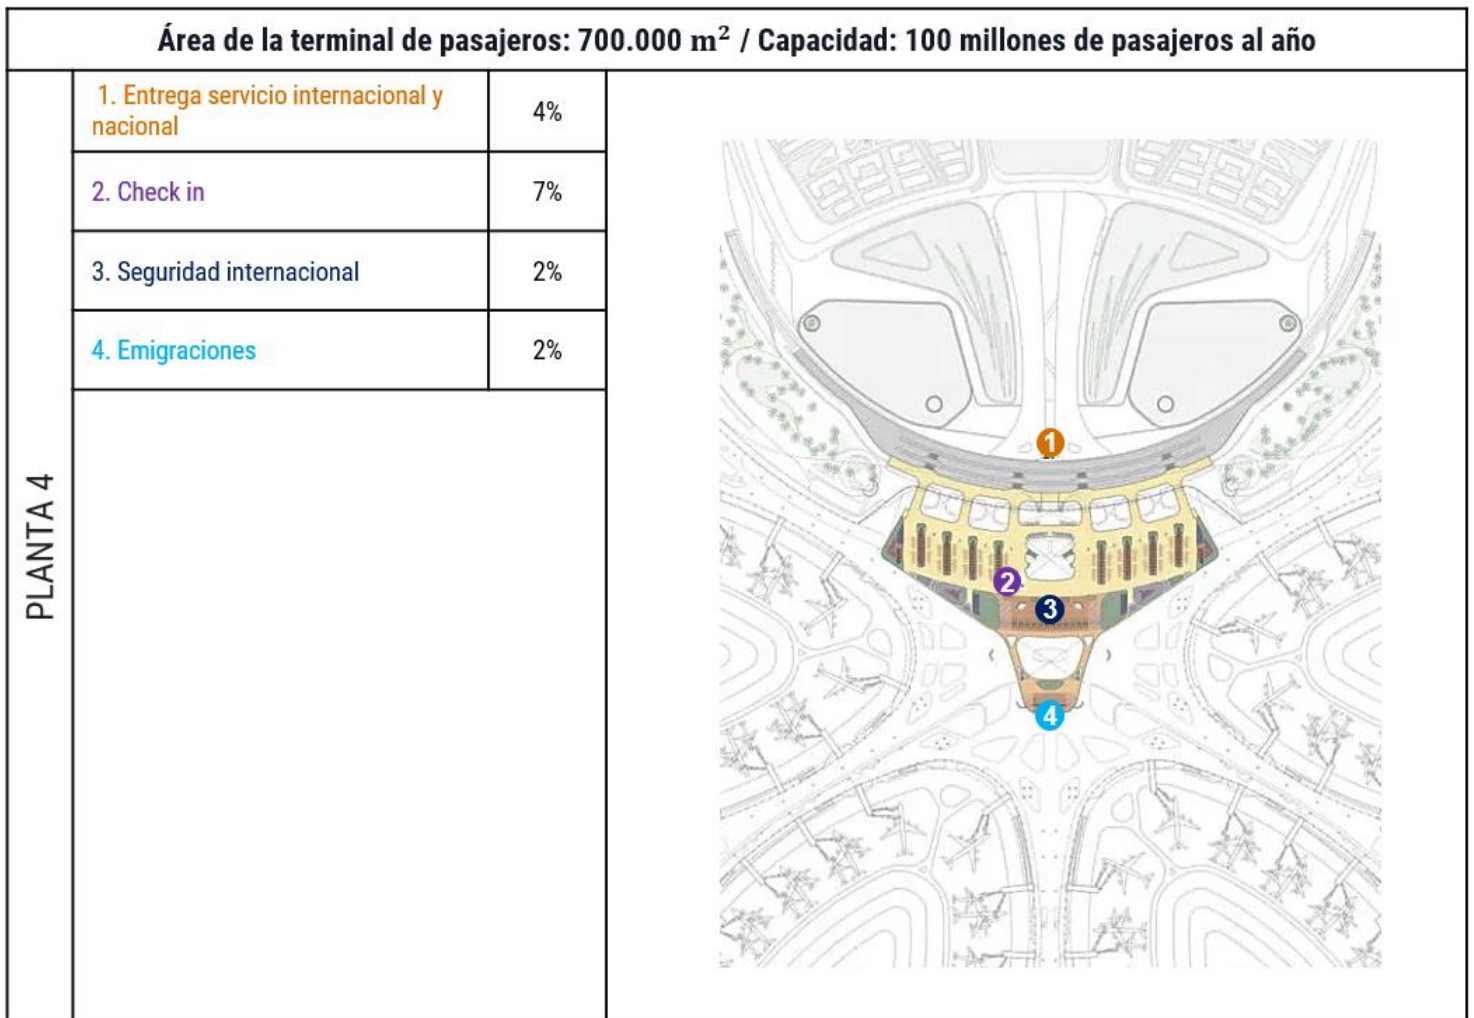 Área de la terminal de pasajeros: 700.000 m² / Capacidad: 100 millones de pasajeros al año
1. Entrega servicio internacional y
nacional
4%
2. Check in
7%
3. Seguridad internacional
2%
4. Emigraciones
2%
PLANTA 4
1
2
3
4